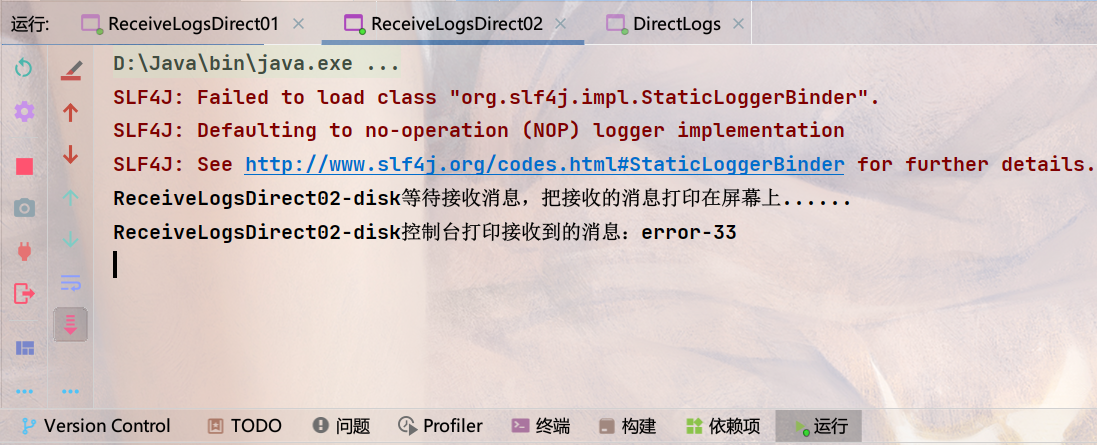 运行: ReceiveLogsDirect01 ReceiveLogsDirect02 DirectLogs
D:\Java\bin\java.exe ...
SLF4J: Failed to load class "org.slf4j.impl.StaticLoggerBinder".
SLF4J: Defaulting to no-operation (NOP) logger implementation
SLF4J: See http://www.slf4j.org/codes.html#StaticLoggerBinder for further details.
ReceiveLogsDirect02-disk等待接收消息，把接收的消息打印在屏幕上......
ReceiveLogsDirect02-disk控制台打印接收到的消息：error-33
Version Control TODO 问题 Profiler 终端 构建 依赖项 运行